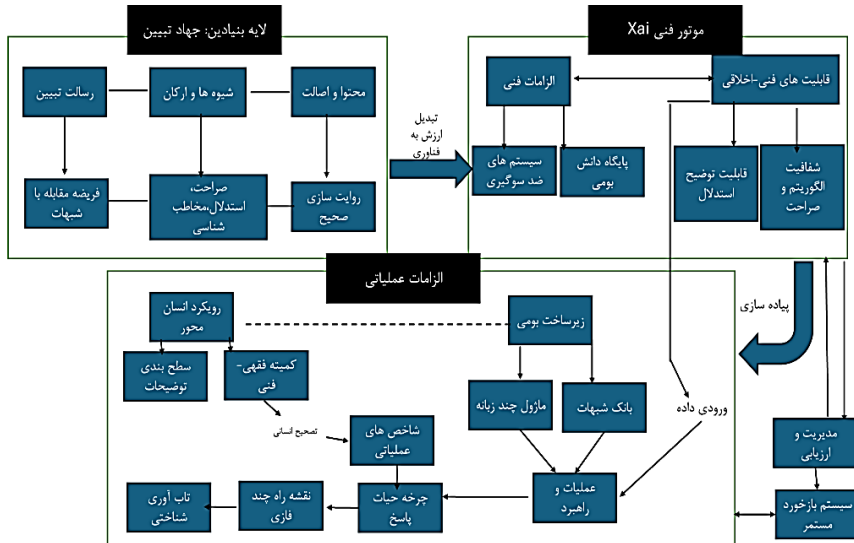 موتور فنی Xai
لایه بنیادین: جهاد تبیین
قابلیت های فنی-اخلاقی
الزامات فنی
محتوا و اصالت
شیوه ها و ارکان
رسالت تبیین
تبدیل
ارزش به
فناوری
شفافیت
الگوریتم و
صراحت
قابلیت توضیح
استدلال
پایگاه دانش
بومی
سیستم های
ضد سوگیری
روایت سازی
صحیح
صراحت،
استدلال،مخاطب
شناسی
فریضه مقابله با
شبهات
الزامات عملیاتی
پیاده سازی
زیرساخت بومی
رویکرد انسان
محور
بانک شبهات
ماژول چند زبانه
کمیته فقهی-
فنی
سطح بندی
توضیحات
ورودی داده
تصحیح انسانی
شاخص های
عملیاتی
مدیریت و
ارزیابی
عملیات و
راهبرد
چرخه حیات
پاسخ
نقشه راه چند
فازی
تاب آوری
شناختی
سیستم بازخورد
مستمر